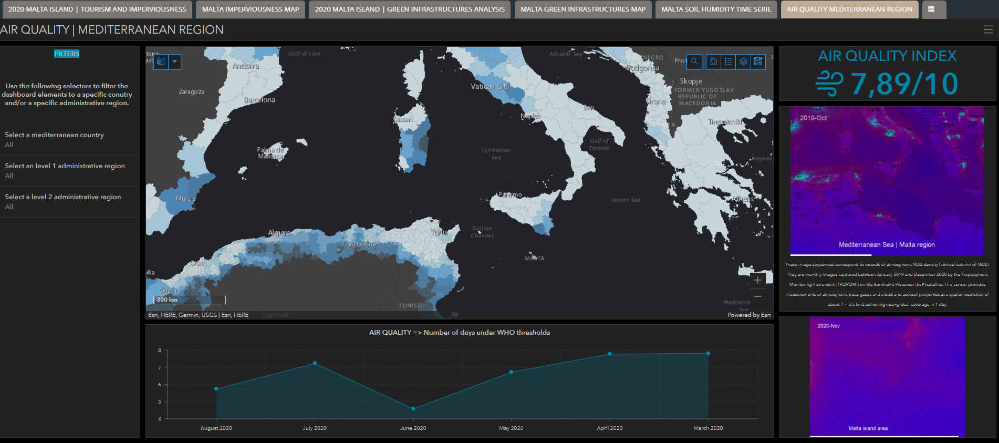 2020 MALTA ISLAND | TOURISM AND IMPERVIOUSNESS
MALTA IMPERVIOUSNESS MAP
2020 MALTA ISLAND | GREEN INFRASTRUCTURES ANALYSIS
MALTA GREEN INFRASTRUCTURES MAP
MALTA SOIL HUMIDITY TIME SERIE
AIR QUALITY MEDITERRANEAN REGION
AIR QUALITY | MEDITERRANEAN REGION
FILTERS
Use the following selectors to filter the
dashboard elements to a specific conutry
and/or a specific administrative region.
Select a mediterranean country
All
Select an level 1 administrative region
All
Select a level 2 administrative region
All
Gulf of Lion
Adriatic Sea
Andorra
Podgorica
Skopje
FORMER YUGOSLAV
REPUBLIC OF
MACEDONIA
Zaragoza
Barcelona
Vatican City
Tirana
Naples
Bari
Sassari
Thessaloniki
Palma de
Mallorca
Tyrrhenian
Sea
Gulf of
Taranto
Aegean
GREECE
Murcia
Palermo
Ionian Sea
Athens
Algiers
Constantine
Tunis
Sicilian
Channel
MALTA
Oran
Oujda
300 km
TUNISI
Mediterra
Sea
Laghouat
Esri, HERE, Garmin, USGS | Esri, HERE
Powered by Esri
AIR QUALITY => Number of days under WHO thresholds
8
7
6
5
4
August 2020
July 2020
June 2020
May 2020
April 2020
March 2020
AIR QUALITY INDEX
7,89/10
2019-Oct
Mediterranean Sea | Malta region
These image sequences correspond to records of atmospheric NO2 density (vertical column of NO2).
They are monthly images captured between January 2019 and December 2020 by the Tropospheric
Monitoring Instrument (TROPOMI) on the Sentinel-5 Precursor (S5P) satellite. This sensor provides
measurements of atmospheric trace gases and cloud and aerosol properties at a spatial resolution of
about 7 × 3.5 km2 achieving near-global coverage in 1 day.
2020-Nov
Malta island area